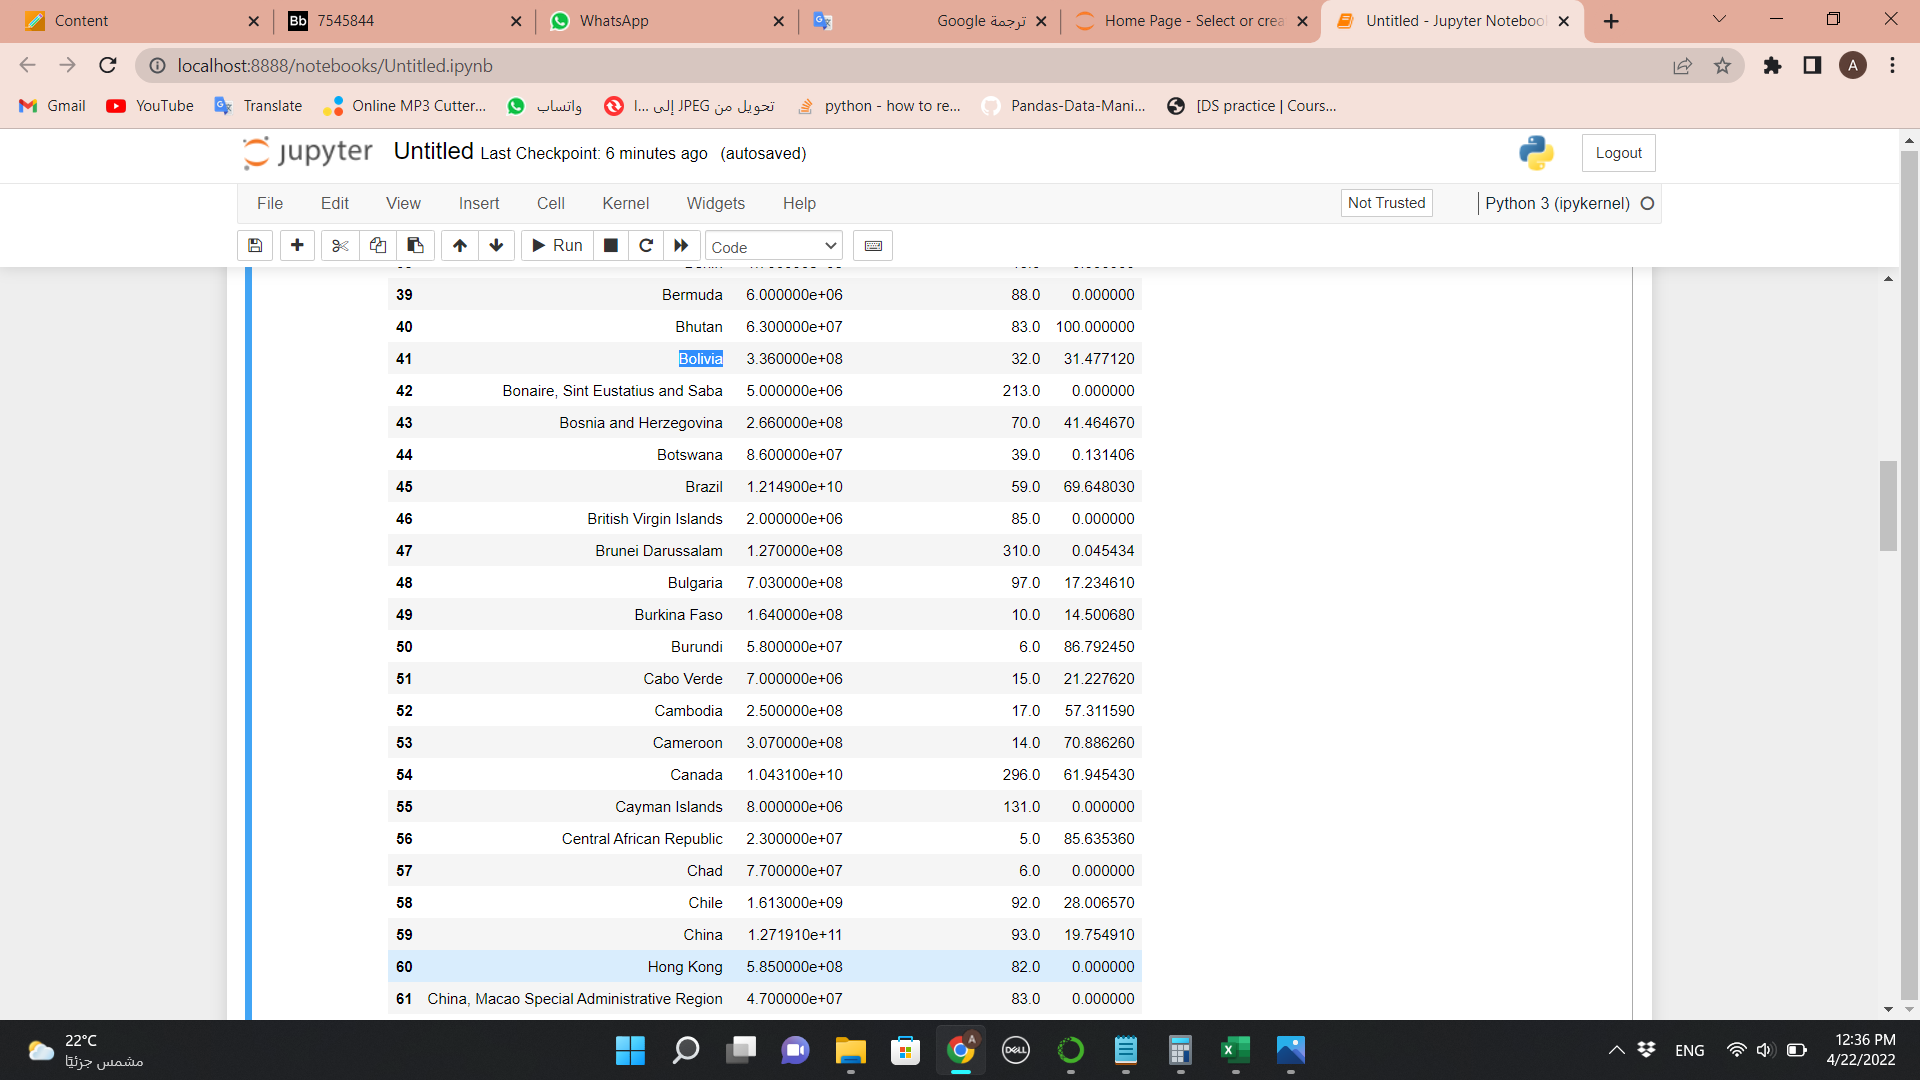 Content
7545844
WhatsApp
ترجمة Google
Home Page - Select or crea
Untitled - Jupyter Notebook
localhost:8888/notebooks/Untitled.ipynb
A
Gmail
YouTube
Translate
Online MP3 Cutter...
واتساب
تحويل من JPEG إلى ...I
python - how to re...
Pandas-Data-Mani...
[DS practice | Cours...
jupyter
Untitled Last Checkpoint: 6 minutes ago (autosaved)
Logout
File Edit View Insert Cell Kernel Widgets Help
Not Trusted
Python 3 (ipykernel)
Run
Code
39 Bermuda 6.000000e+06 88.0 0.000000
40 Bhutan 6.300000e+07 83.0 100.000000
41 Bolivia 3.360000e+08 32.0 31.477120
42 Bonaire, Sint Eustatius and Saba 5.000000e+06 213.0 0.000000
43 Bosnia and Herzegovina 2.660000e+08 70.0 41.464670
44 Botswana 8.600000e+07 39.0 0.131406
45 Brazil 1.214900e+10 59.0 69.648030
46 British Virgin Islands 2.000000e+06 85.0 0.000000
47 Brunei Darussalam 1.270000e+08 310.0 0.045434
48 Bulgaria 7.030000e+08 97.0 17.234610
49 Burkina Faso 1.640000e+08 10.0 14.500680
50 Burundi 5.800000e+07 6.0 86.792450
51 Cabo Verde 7.000000e+06 15.0 21.227620
52 Cambodia 2.500000e+08 17.0 57.311590
53 Cameroon 3.070000e+08 14.0 70.886260
54 Canada 1.043100e+10 296.0 61.945430
55 Cayman Islands 8.000000e+06 131.0 0.000000
56 Central African Republic 2.300000e+07 5.0 85.635360
57 Chad 7.700000e+07 6.0 0.000000
58 Chile 1.613000e+09 92.0 28.006570
59 China 1.271910e+11 93.0 19.754910
60 Hong Kong 5.850000e+08 82.0 0.000000
61 China, Macao Special Administrative Region 4.700000e+07 83.0 0.000000
22°C
مشمس جزئيًا
DELL
ENG
12:36 PM
4/22/2022